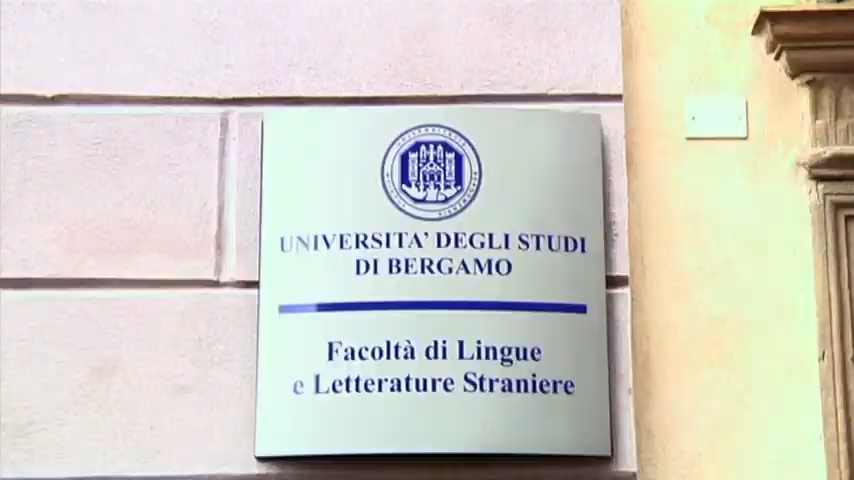 UNIVERSITA' DEGLI STUDI
DI BERGAMO
Facoltà di Lingue
e Letterature Straniere